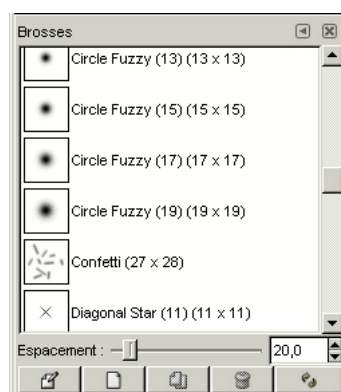 Brosses
Circle Fuzzy (13) (13 x 13)
Circle Fuzzy (15) (15 x 15)
Circle Fuzzy (17) (17 x 17)
Circle Fuzzy (19) (19 x 19)
Confetti (27 x 28)
Diagonal Star (11) (11 x 11)
Espacement : 20,0